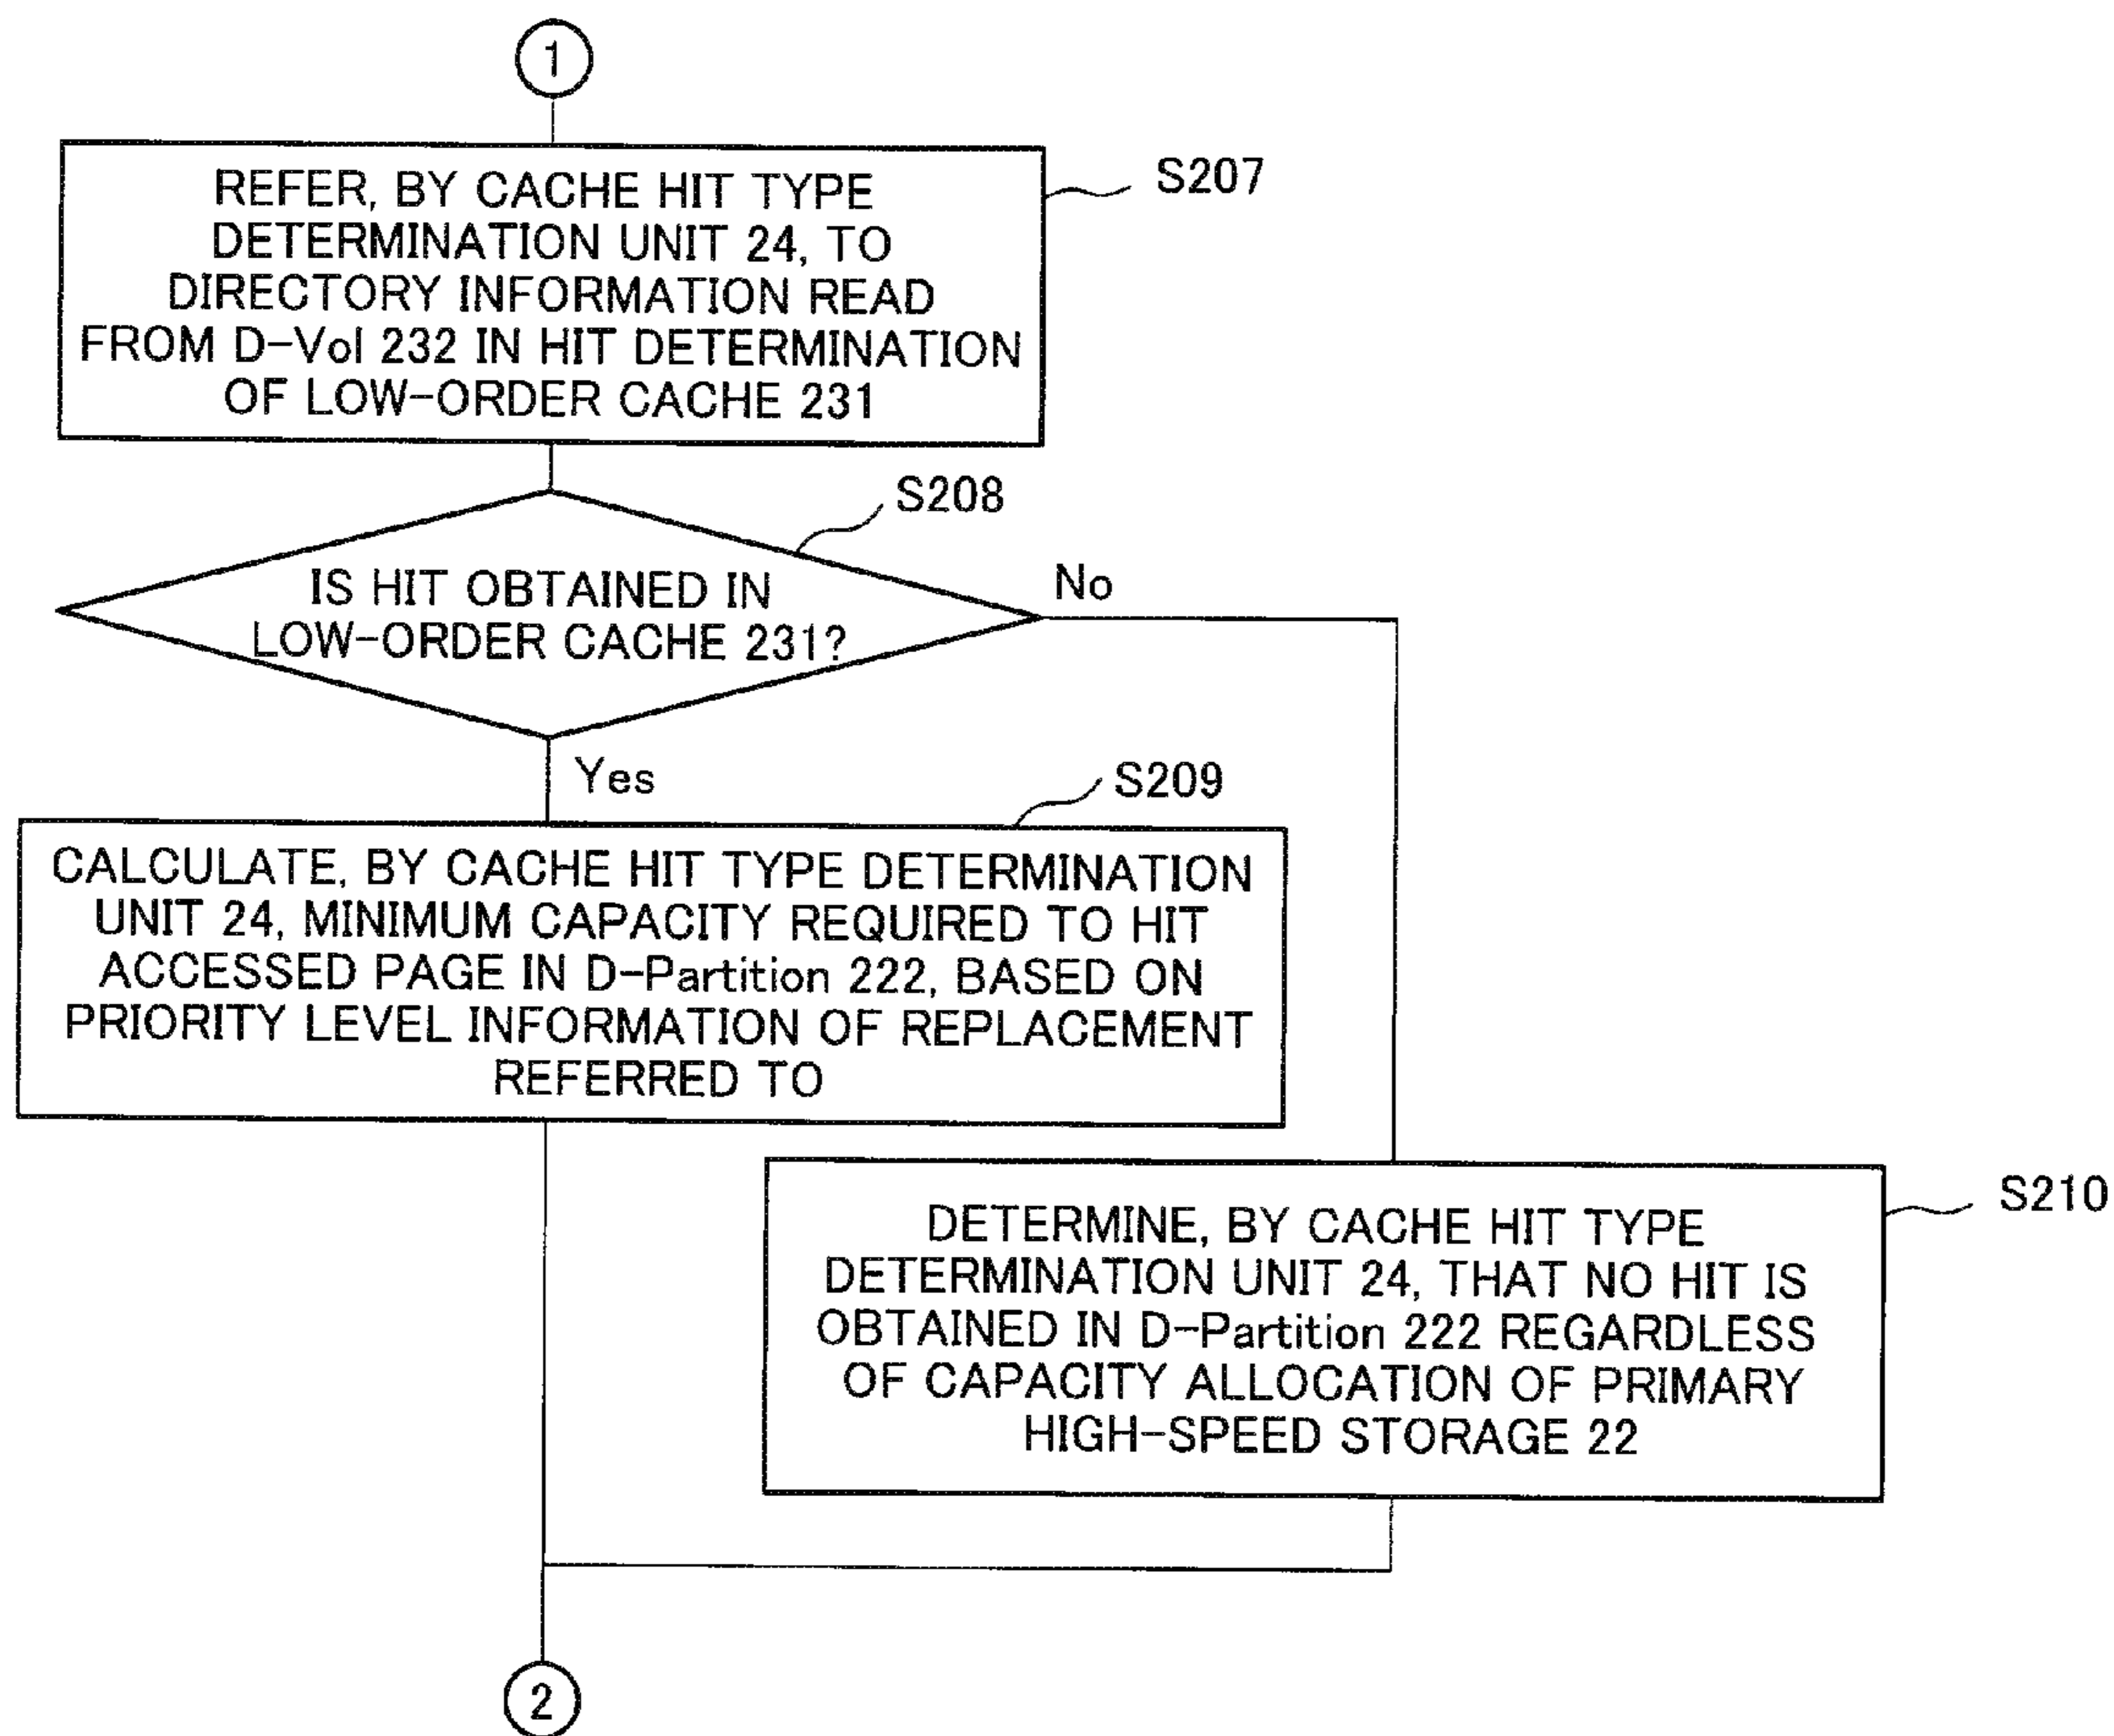 1
REFER, BY CACHE HIT TYPE
DETERMINATION UNIT 24, TO
DIRECTORY INFORMATION READ
FROM D-Vol 232 IN HIT DETERMINATION
OF LOW-ORDER CACHE 231
S207
S208
IS HIT OBTAINED IN
LOW-ORDER CACHE 231?
No
Yes
S209
CALCULATE, BY CACHE HIT TYPE DETERMINATION
UNIT 24, MINIMUM CAPACITY REQUIRED TO HIT
ACCESSED PAGE IN D-Partition 222, BASED ON
PRIORITY LEVEL INFORMATION OF REPLACEMENT
REFERRED TO
S210
DETERMINE, BY CACHE HIT TYPE
DETERMINATION UNIT 24, THAT NO HIT IS
OBTAINED IN D-Partition 222 REGARDLESS
OF CAPACITY ALLOCATION OF PRIMARY
HIGH-SPEED STORAGE 22
2